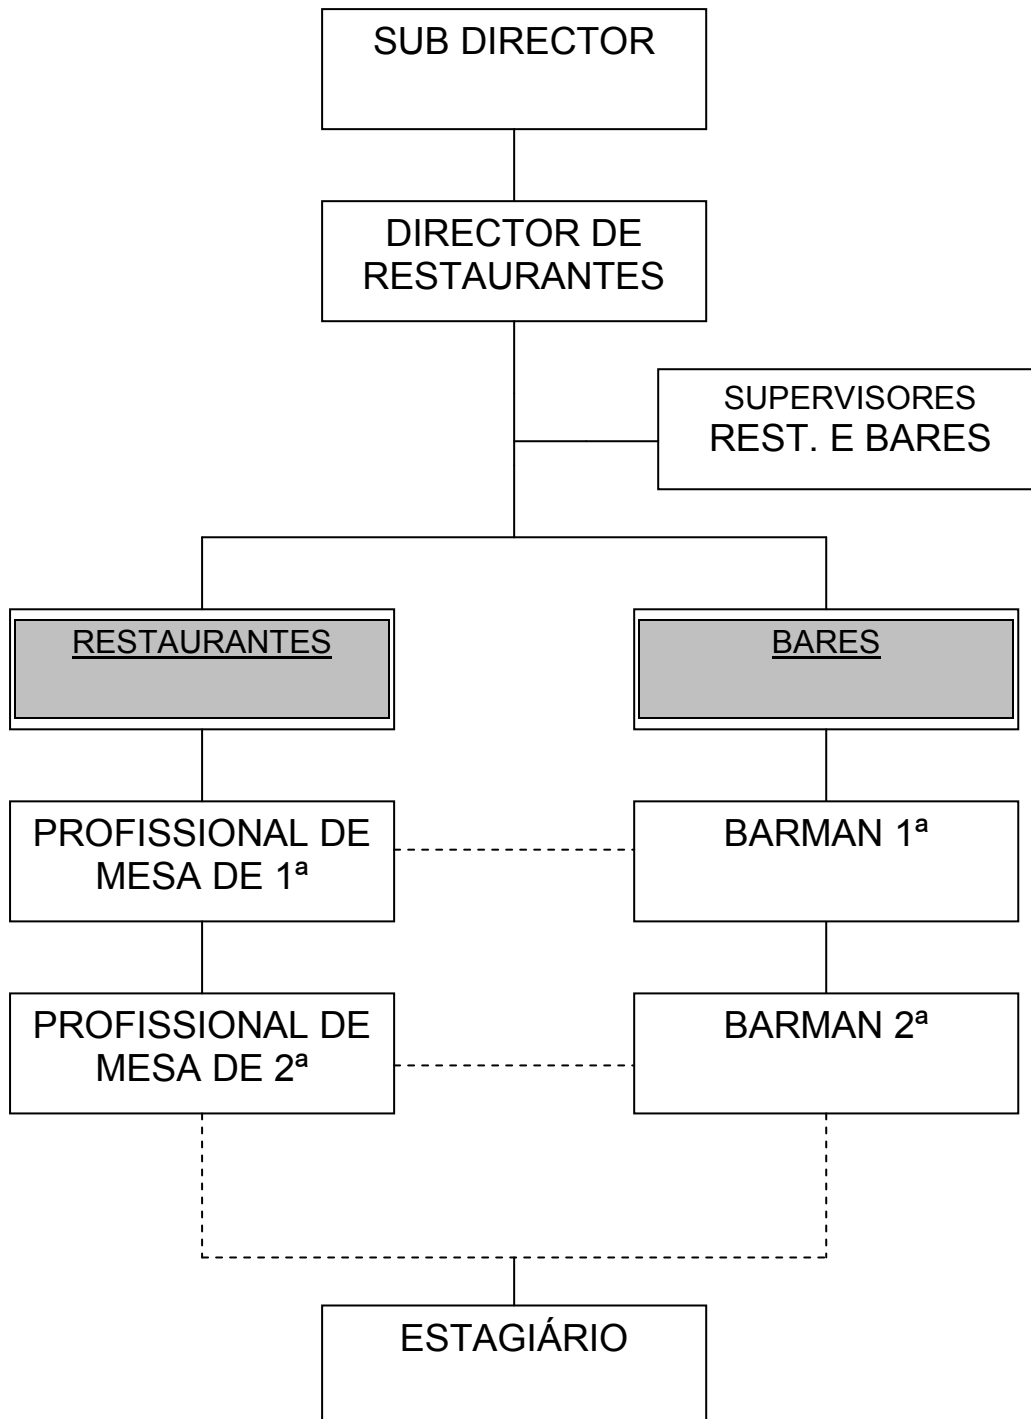 SUB DIRECTOR
DIRECTOR DE
RESTAURANTES
SUPERVISORES
REST. E BARES
RESTAURANTES
BARES
PROFISSIONAL DE
MESA DE 1ª
BARMAN 1ª
PROFISSIONAL DE
MESA DE 2ª
BARMAN 2ª
ESTAGIÁRIO